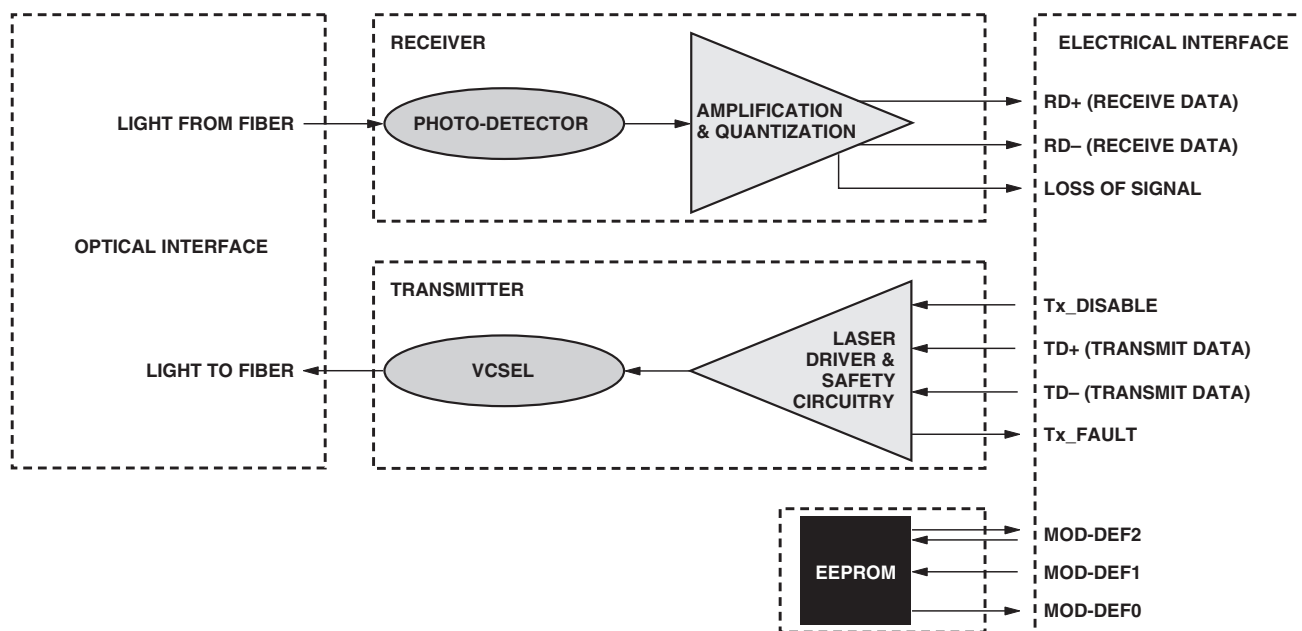 RECEIVER
ELECTRICAL INTERFACE
LIGHT FROM FIBER
PHOTO-DETECTOR
AMPLIFICATION
& QUANTIZATION
RD+ (RECEIVE DATA)
RD– (RECEIVE DATA)
LOSS OF SIGNAL
OPTICAL INTERFACE
TRANSMITTER
LIGHT TO FIBER
VCSEL
LASER
DRIVER &
SAFETY
CIRCUITRY
Tx_DISABLE
TD+ (TRANSMIT DATA)
TD– (TRANSMIT DATA)
Tx_FAULT
EEPROM
MOD-DEF2
MOD-DEF1
MOD-DEF0